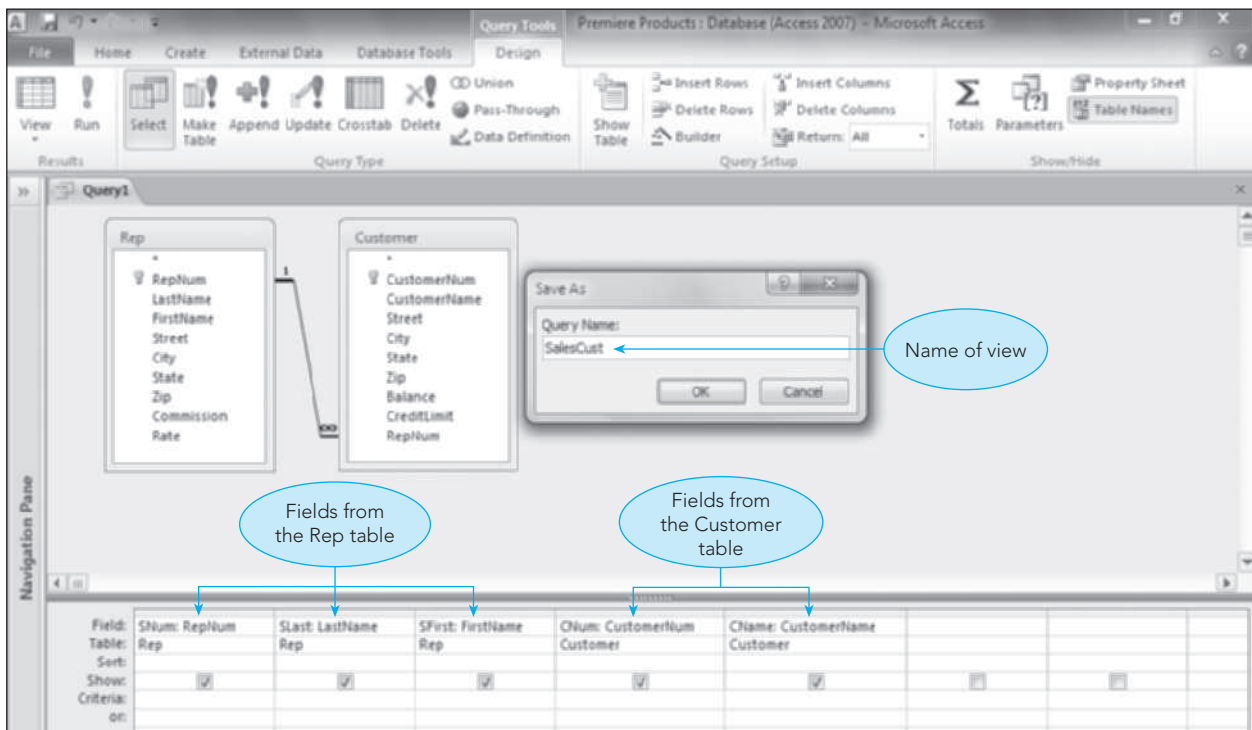 Query Tools
Premiere Products : Database (Access 2007) - Microsoft Access
File Home Create External Data Database Tools Design
View
Run
Select
Make Table
Append Update Crosstab Delete
Union
Pass-Through
Data Definition
Show Table
Insert Rows
Delete Rows
Builder
Insert Columns
Delete Columns
Return: All
Totals
Parameters
Property Sheet
Table Names
Results
Query Type
Query Setup
Show/Hide
Query1
Navigation Pane
Rep
*
RepNum
LastName
FirstName
Street
City
State
Zip
Commission
Rate
1
∞
Customer
*
CustomerNum
CustomerName
Street
City
State
Zip
Balance
CreditLimit
RepNum
Save As
Query Name:
SalesCust
OK Cancel
Name of view
Fields from
the Rep table
Fields from
the Customer
table
Field: SNum: RepNum SLast: LastName SFirst: FirstName CNum: CustomerNum CName: CustomerName
Table: Rep Rep Rep Customer Customer
Sort:
Show:
Criteria:
or: